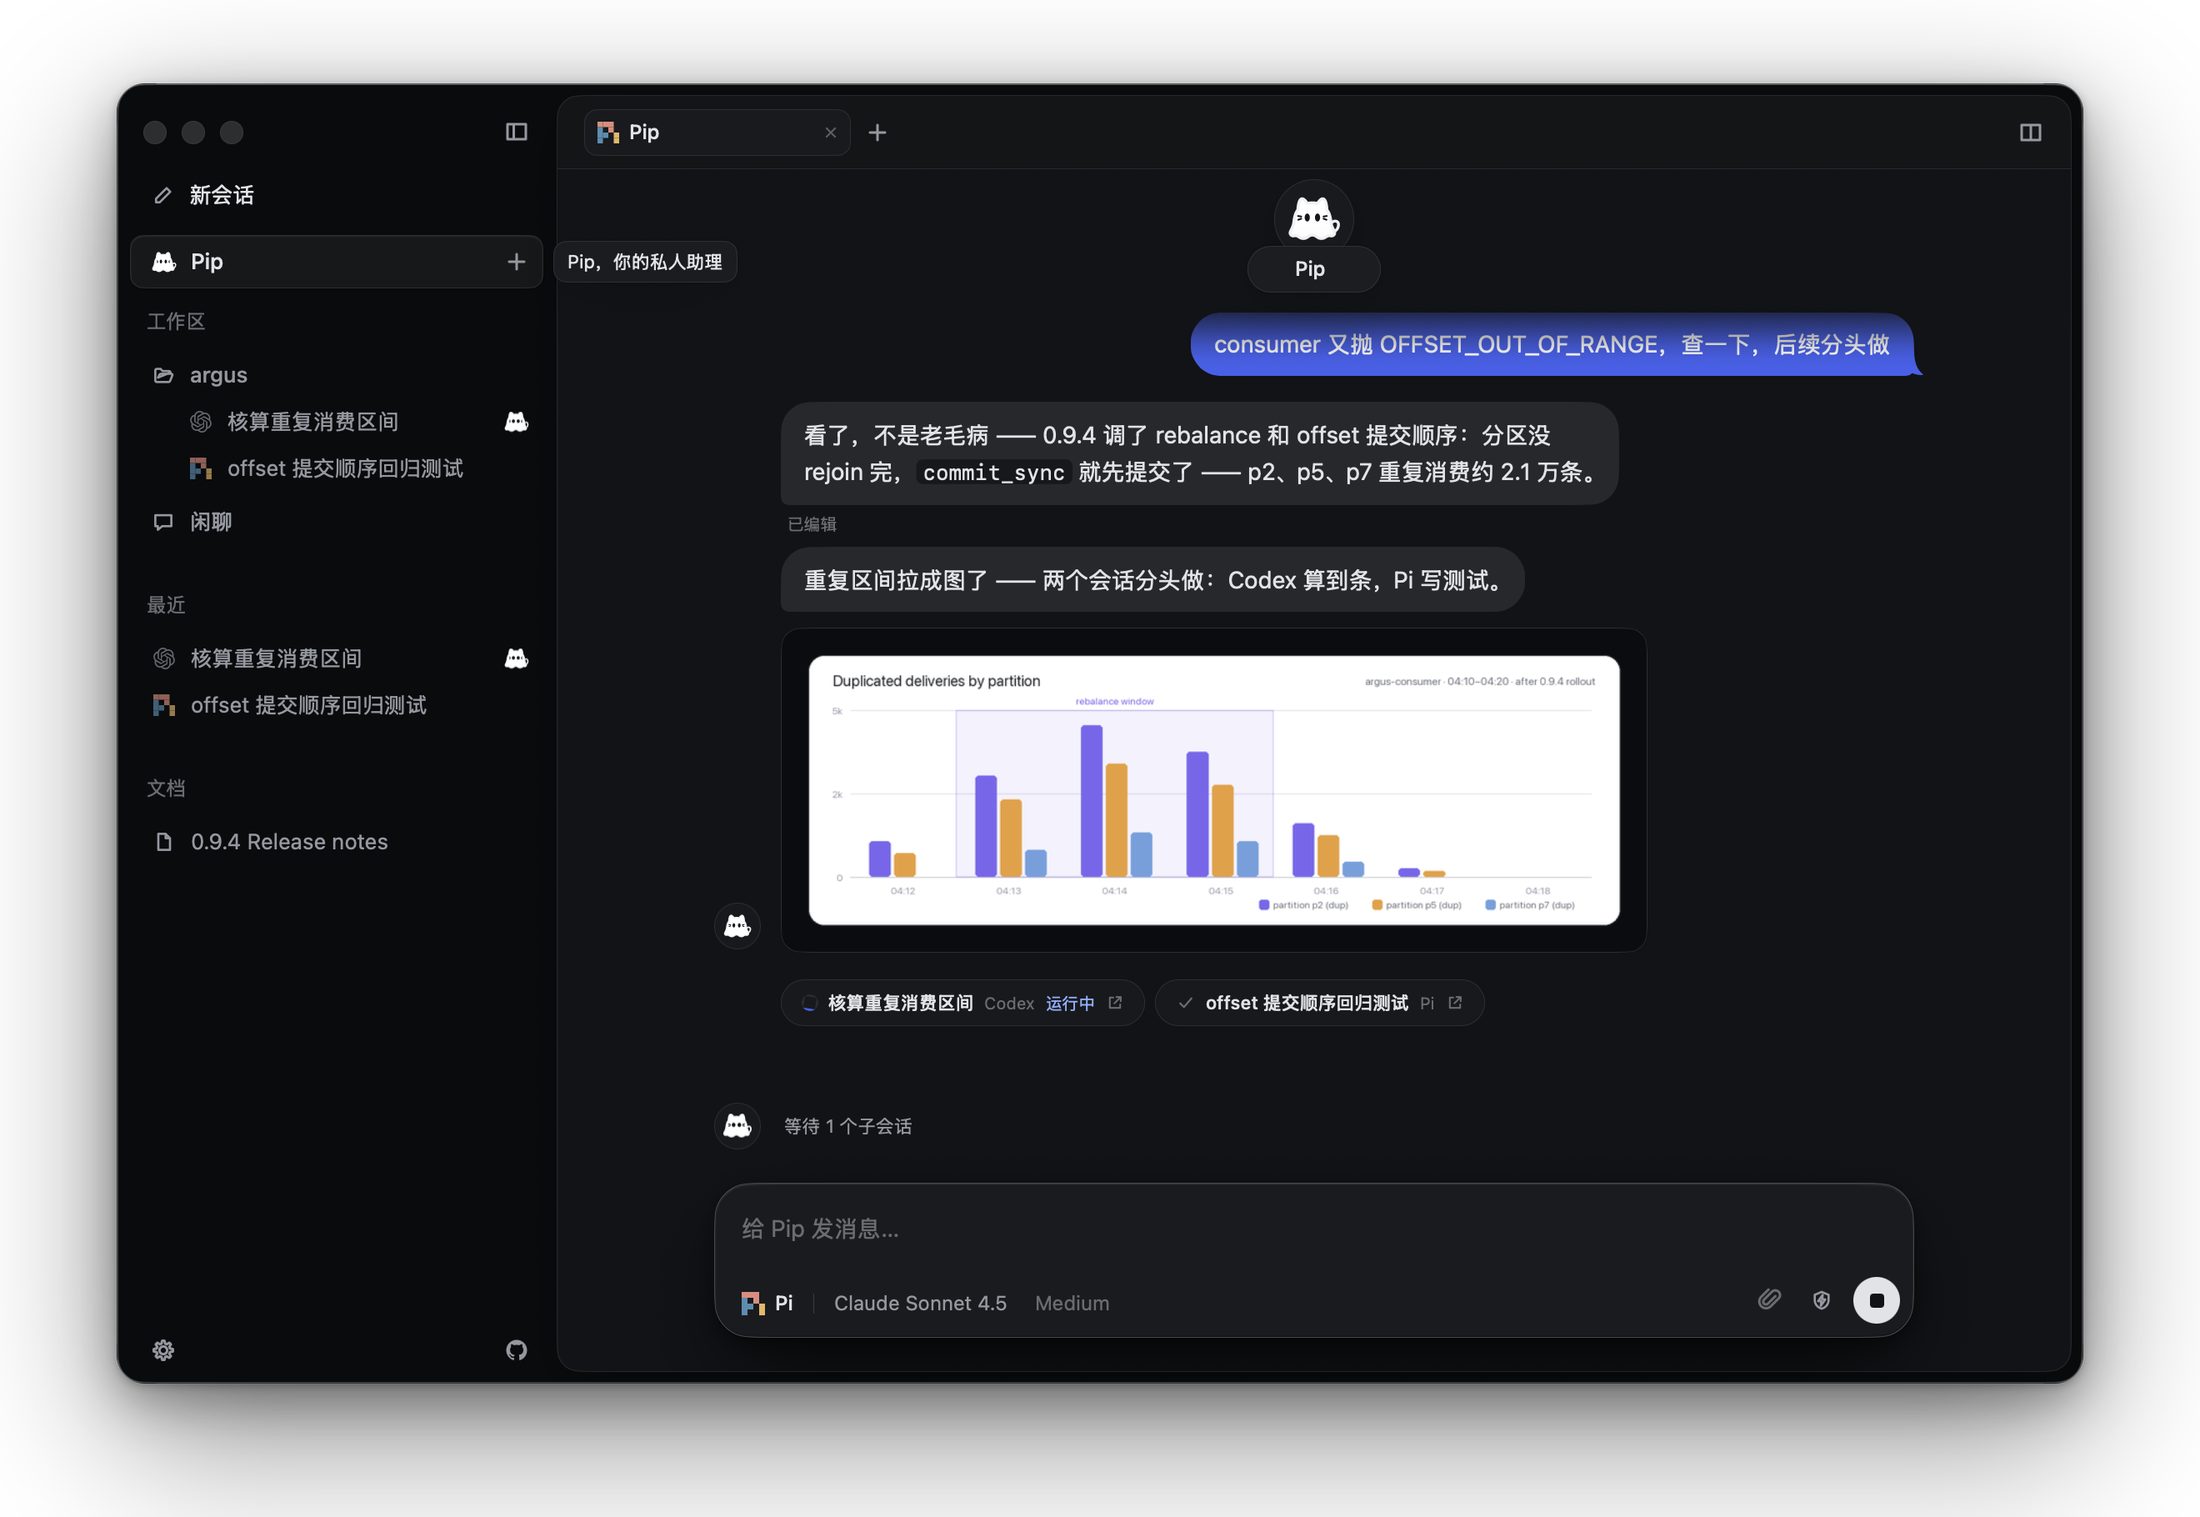 Pip
新会话
Pip
Pip，你的私人助理
工作区
argus
核算重复消费区间
offset 提交顺序回归测试
闲聊
最近
核算重复消费区间
offset 提交顺序回归测试
文档
0.9.4 Release notes
Pip
consumer 又抛 OFFSET_OUT_OF_RANGE，查一下，后续分头做
看了，不是老毛病 —— 0.9.4 调了 rebalance 和 offset 提交顺序：分区没
rejoin 完，commit_sync 就先提交了 —— p2、p5、p7 重复消费约 2.1 万条。
已编辑
重复区间拉成图了 —— 两个会话分头做：Codex 算到条，Pi 写测试。
Duplicated deliveries by partition
argus-consumer · 04:10–04:20 · after 0.9.4 rollout
rebalance window
5k
2k
0
04:12 04:13 04:14 04:15 04:16 04:17 04:18
partition p2 (dup) partition p5 (dup) partition p7 (dup)
核算重复消费区间 Codex 运行中
offset 提交顺序回归测试 Pi
等待 1 个子会话
给 Pip 发消息...
Pi Claude Sonnet 4.5 Medium